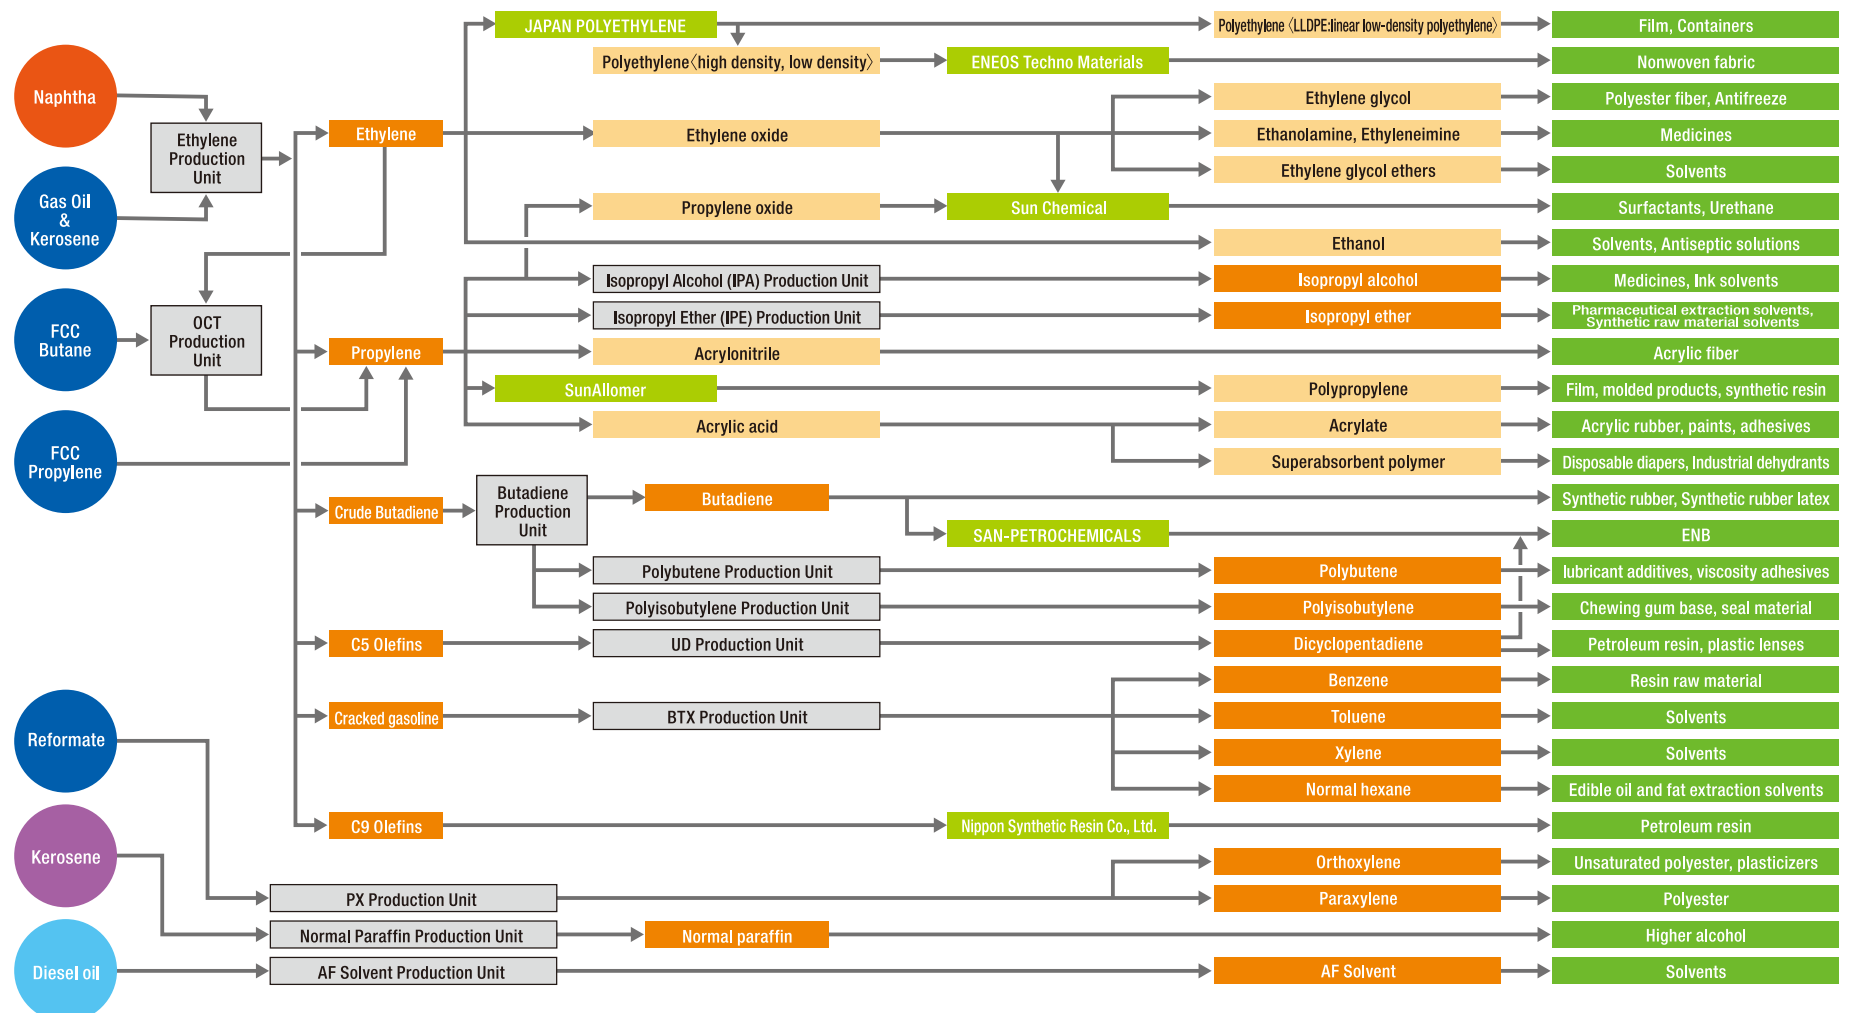 JAPAN POLYETHYLENE
Polyethylene〈LLDPE:linear low-density polyethylene〉
Film, Containers
Polyethylene〈high density, low density〉
ENEOS Techno Materials
Nonwoven fabric
Naphtha
Ethylene glycol
Polyester fiber, Antifreeze
Ethylene
Production
Unit
Ethylene
Ethylene oxide
Ethanolamine, Ethyleneimine
Medicines
Ethylene glycol ethers
Solvents
Gas Oil
&
Kerosene
Propylene oxide
Sun Chemical
Surfactants, Urethane
Ethanol
Solvents, Antiseptic solutions
Isopropyl Alcohol (IPA) Production Unit
Isopropyl alcohol
Medicines, Ink solvents
FCC
Butane
OCT
Production
Unit
Isopropyl Ether (IPE) Production Unit
Isopropyl ether
Pharmaceutical extraction solvents,
Synthetic raw material solvents
Propylene
Acrylonitrile
Acrylic fiber
SunAllomer
Polypropylene
Film, molded products, synthetic resin
Acrylic acid
Acrylate
Acrylic rubber, paints, adhesives
FCC
Propylene
Superabsorbent polymer
Disposable diapers, Industrial dehydrants
Crude Butadiene
Butadiene
Production
Unit
Butadiene
Synthetic rubber, Synthetic rubber latex
SAN-PETROCHEMICALS
ENB
Polybutene Production Unit
Polybutene
lubricant additives, viscosity adhesives
Polyisobutylene Production Unit
Polyisobutylene
Chewing gum base, seal material
C5 Olefins
UD Production Unit
Dicyclopentadiene
Petroleum resin, plastic lenses
Benzene
Resin raw material
Cracked gasoline
BTX Production Unit
Toluene
Solvents
Reformate
Xylene
Solvents
Normal hexane
Edible oil and fat extraction solvents
C9 Olefins
Nippon Synthetic Resin Co., Ltd.
Petroleum resin
Kerosene
Orthoxylene
Unsaturated polyester, plasticizers
PX Production Unit
Paraxylene
Polyester
Normal Paraffin Production Unit
Normal paraffin
Higher alcohol
Diesel oil
AF Solvent Production Unit
AF Solvent
Solvents